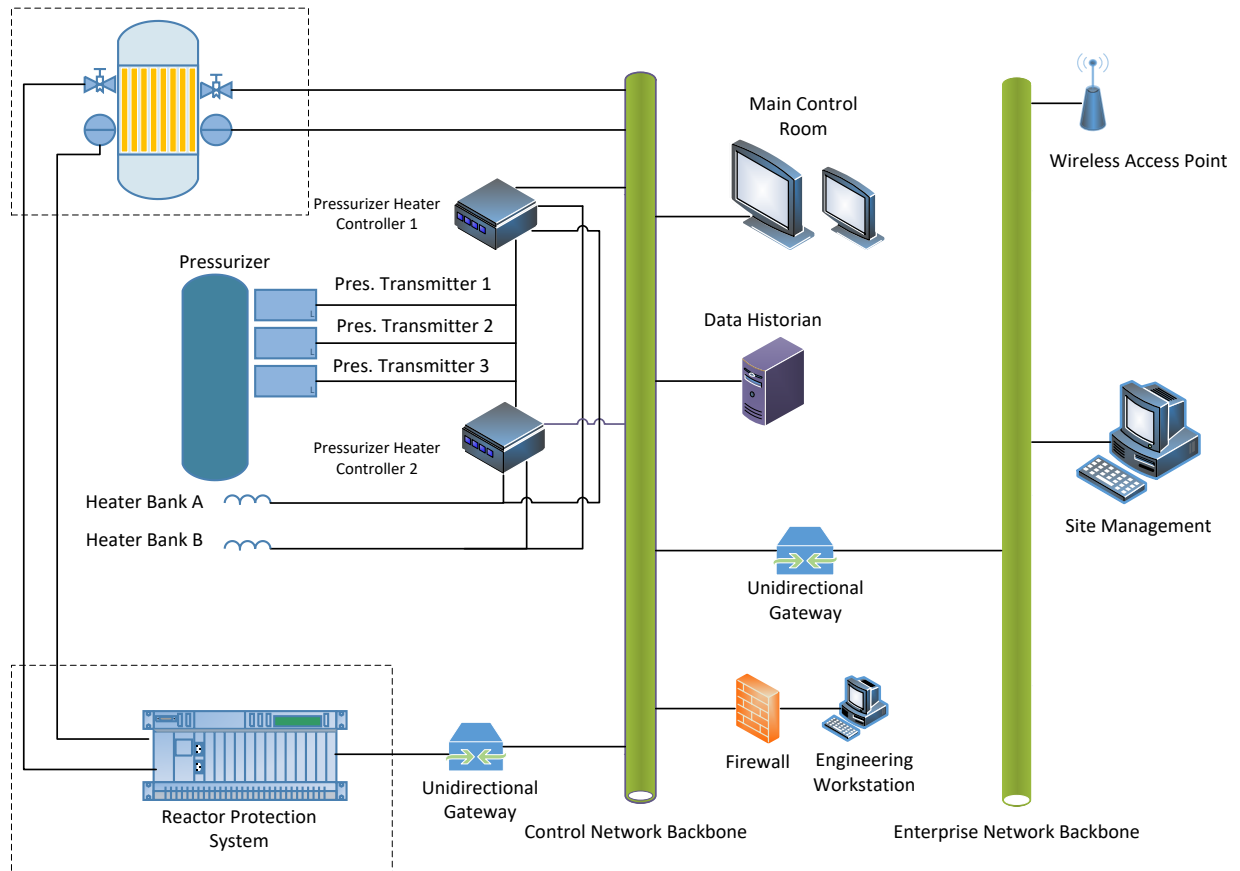 Main Control
Room
Wireless Access Point
Pressurizer Heater
Controller 1
Pressurizer
Pres. Transmitter 1
Pres. Transmitter 2
Pres. Transmitter 3
L
L
L
Data Historian
Pressurizer Heater
Controller 2
Heater Bank A
Heater Bank B
Site Management
Unidirectional
Gateway
Firewall
Engineering
Workstation
Unidirectional
Gateway
Reactor Protection
System
Control Network Backbone
Enterprise Network Backbone